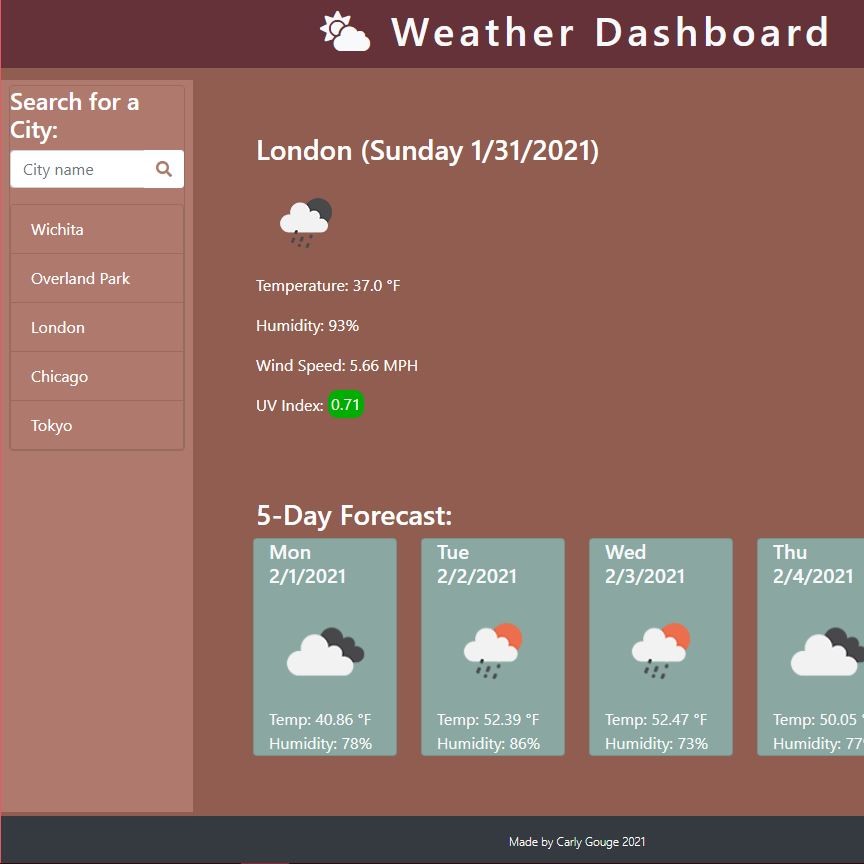 Weather Dashboard
Search for a
City:
City name
Wichita
Overland Park
London
Chicago
Tokyo
London (Sunday 1/31/2021)
Temperature: 37.0 °F
Humidity: 93%
Wind Speed: 5.66 MPH
UV Index: 0.71
5-Day Forecast:
Mon
2/1/2021
Temp: 40.86 °F
Humidity: 78%
Tue
2/2/2021
Temp: 52.39 °F
Humidity: 86%
Wed
2/3/2021
Temp: 52.47 °F
Humidity: 73%
Thu
2/4/2021
Temp: 50.05 °
Humidity: 77
Made by Carly Gouge 2021